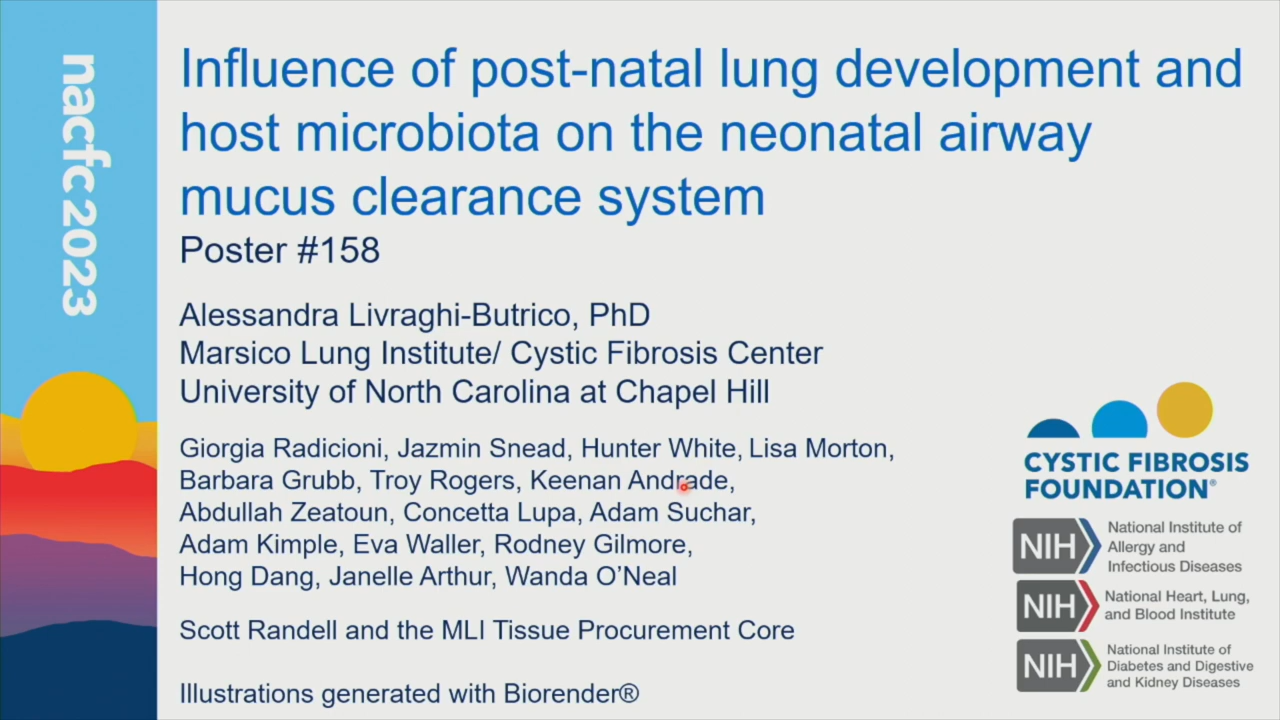 nacfc 2023
Influence of post-natal lung development and
host microbiota on the neonatal airway
mucus clearance system
Poster #158
Alessandra Livraghi-Butrico, PhD
Marsico Lung Institute/ Cystic Fibrosis Center
University of North Carolina at Chapel Hill
Giorgia Radicioni, Jazmin Snead, Hunter White, Lisa Morton,
Barbara Grubb, Troy Rogers, Keenan Andrade,
Abdullah Zeatoun, Concetta Lupa, Adam Suchar,
Adam Kimple, Eva Waller, Rodney Gilmore,
Hong Dang, Janelle Arthur, Wanda O’Neal
Scott Randell and the MLI Tissue Procurement Core
Illustrations generated with Biorender®
CYSTIC FIBROSIS
FOUNDATION®
NIH
National Institute of
Allergy and
Infectious Diseases
NIH
National Heart, Lung,
and Blood Institute
NIH
National Institute of
Diabetes and Digestive
and Kidney Diseases